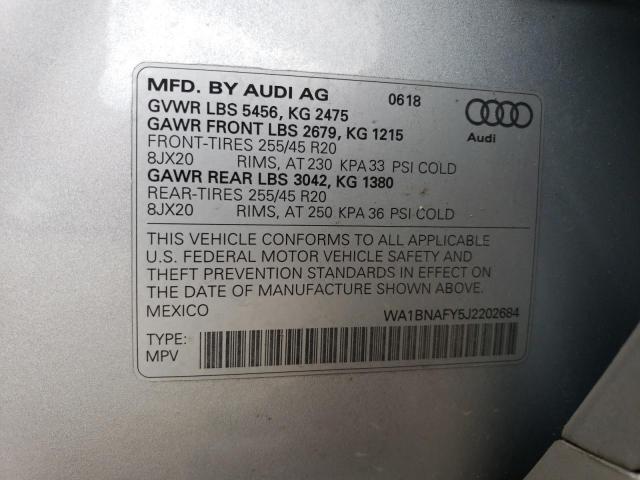 MFD. BY AUDI AG 0618
GVWR LBS 5456, KG 2475
GAWR FRONT LBS 2679, KG 1215
FRONT-TIRES 255/45 R20
8JX20 RIMS, AT 230 KPA 33 PSI COLD
GAWR REAR LBS 3042, KG 1380
REAR-TIRES 255/45 R20
8JX20 RIMS, AT 250 KPA 36 PSI COLD
Audi
THIS VEHICLE CONFORMS TO ALL APPLICABLE
U.S. FEDERAL MOTOR VEHICLE SAFETY AND
THEFT PREVENTION STANDARDS IN EFFECT ON
THE DATE OF MANUFACTURE SHOWN ABOVE.
MEXICO WA1BNAFY5J2202684
TYPE:
MPV